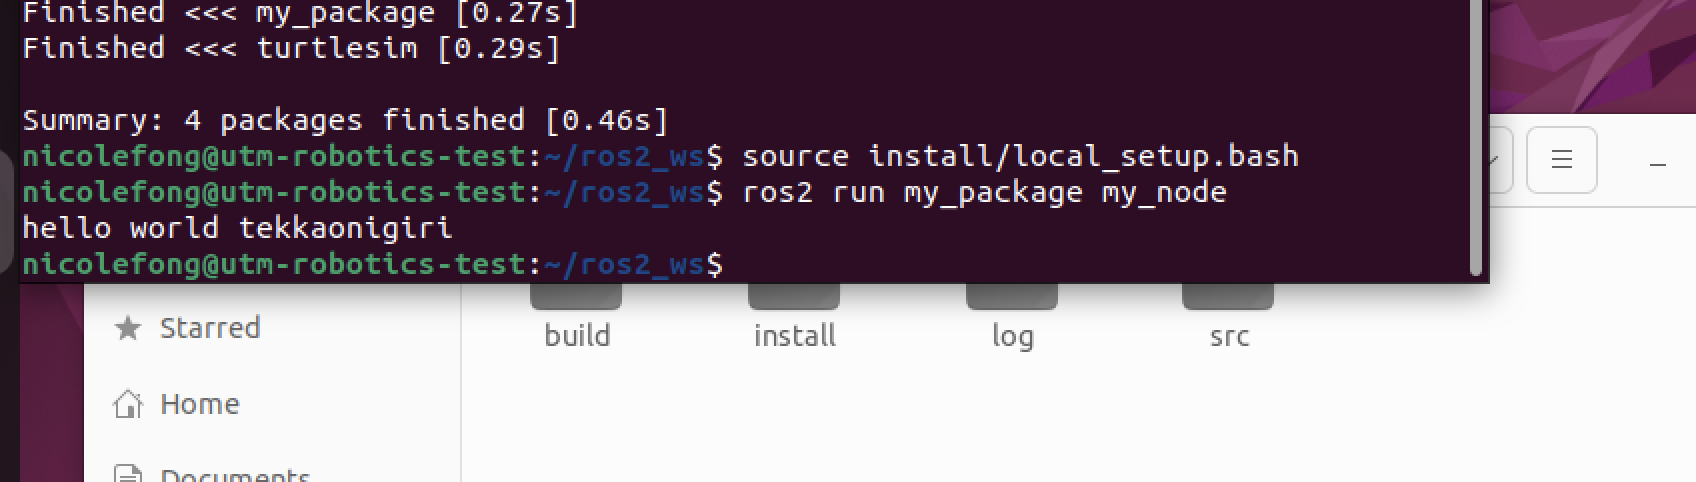 Finished <<< my_package [0.27s]
Finished <<< turtlesim [0.29s]
Summary: 4 packages finished [0.46s]
nicolefong@utm-robotics-test:~/ros2_ws$ source install/local_setup.bash
nicolefong@utm-robotics-test:~/ros2_ws$ ros2 run my_package my_node
hello world tekkaonigiri
nicolefong@utm-robotics-test:~/ros2_ws$
Starred
Home
Documents
build
install
log
src